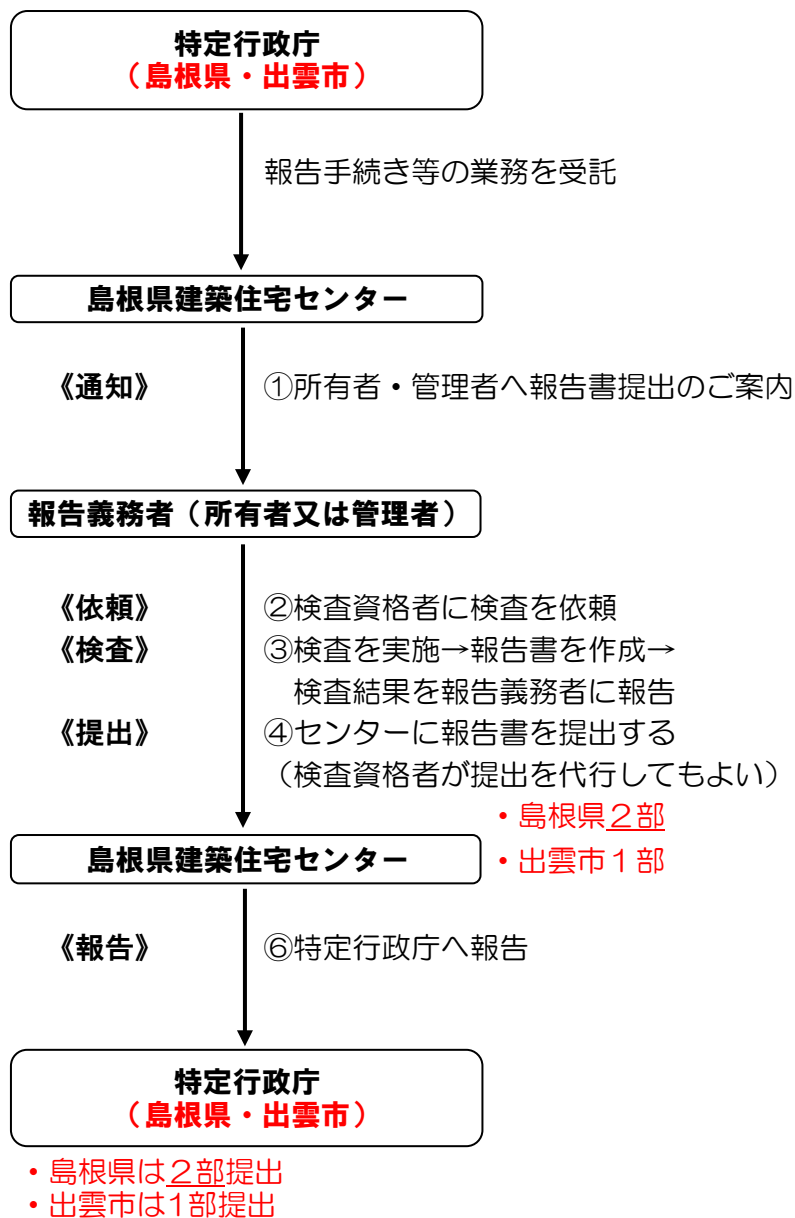 特定行政庁
（島根県・出雲市）
報告手続き等の業務を受託
島根県建築住宅センター
《通知》 ①所有者・管理者へ報告書提出のご案内
報告義務者（所有者又は管理者）
《依頼》 ②検査資格者に検査を依頼
《検査》 ③検査を実施→報告書を作成→
検査結果を報告義務者に報告
《提出》 ④センターに報告書を提出する
（検査資格者が提出を代行してもよい）
・島根県２部
島根県建築住宅センター
・出雲市１部
《報告》 ⑥特定行政庁へ報告
特定行政庁
（島根県・出雲市）
・島根県は２部提出
・出雲市は1部提出